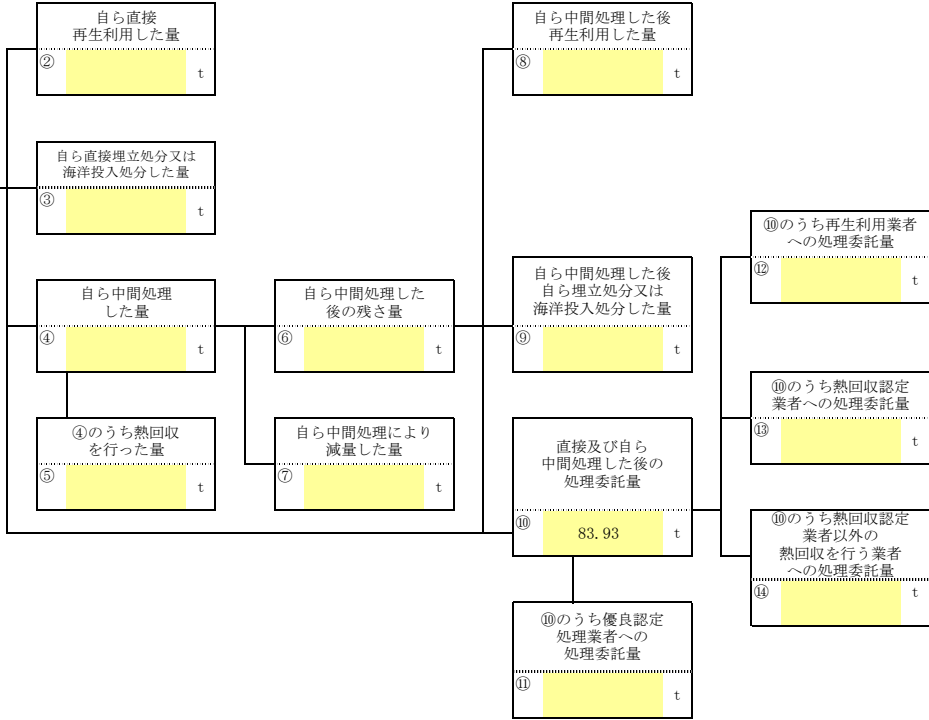 自ら直接
再生利用した量
②
t
自ら直接埋立処分又は
海洋投入処分した量
③
t
自ら中間処理
した量
④
t
④のうち熱回収
を行った量
⑤
t
自ら中間処理した
後の残さ量
⑥
t
自ら中間処理により
減量した量
⑦
t
自ら中間処理した後
再生利用した量
⑧
t
自ら中間処理した後
自ら埋立処分又は
海洋投入処分した量
⑨
t
直接及び自ら
中間処理した後の
処理委託量
⑩
83.93 t
⑩のうち優良認定
処理業者への
処理委託量
⑪
t
⑩のうち再生利用業者
への処理委託量
⑫
t
⑩のうち熱回収認定
業者への処理委託量
⑬
t
⑩のうち熱回収認定
業者以外の
熱回収を行う業者
への処理委託量
⑭
t